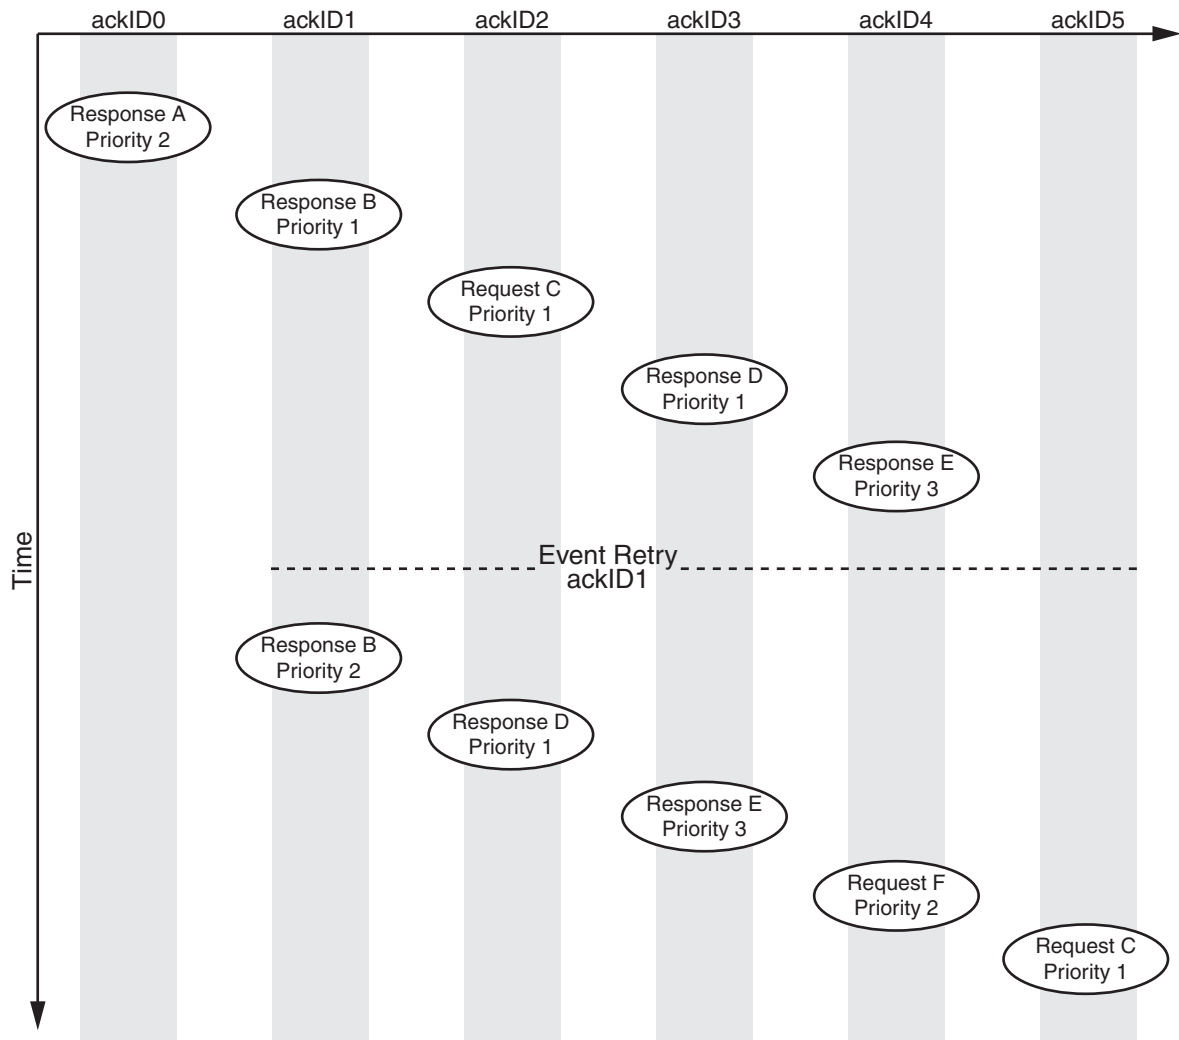 ackID0
ackID1
ackID2
ackID3
ackID4
ackID5
Response A
Priority 2
Response B
Priority 1
Request C
Priority 1
Response D
Priority 1
Response E
Priority 3
Time
Event Retry
ackID1
Response B
Priority 2
Response D
Priority 1
Response E
Priority 3
Request F
Priority 2
Request C
Priority 1